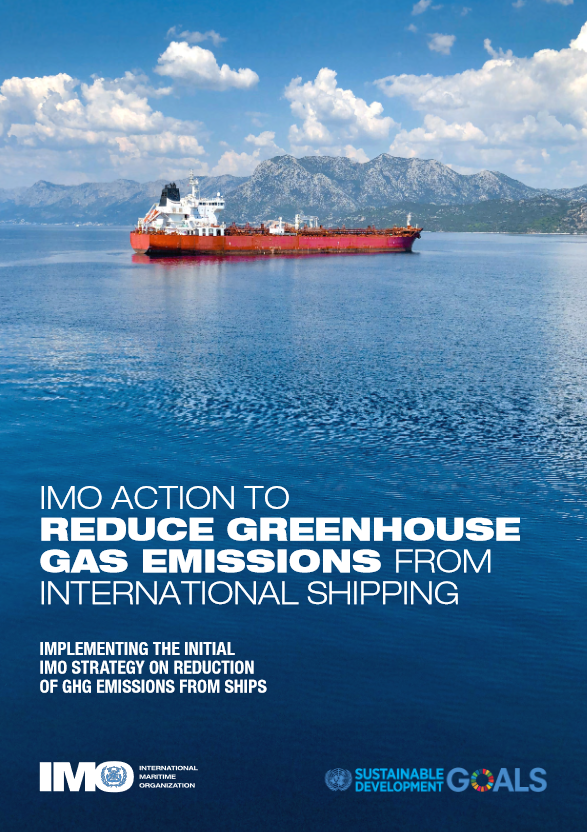 IMO ACTION TO
REDUCE GREENHOUSE
GAS EMISSIONS FROM
INTERNATIONAL SHIPPING
IMPLEMENTING THE INITIAL
IMO STRATEGY ON REDUCTION
OF GHG EMISSIONS FROM SHIPS
IMO
INTERNATIONAL
MARITIME
ORGANIZATION
SUSTAINABLE
DEVELOPMENT
GOALS